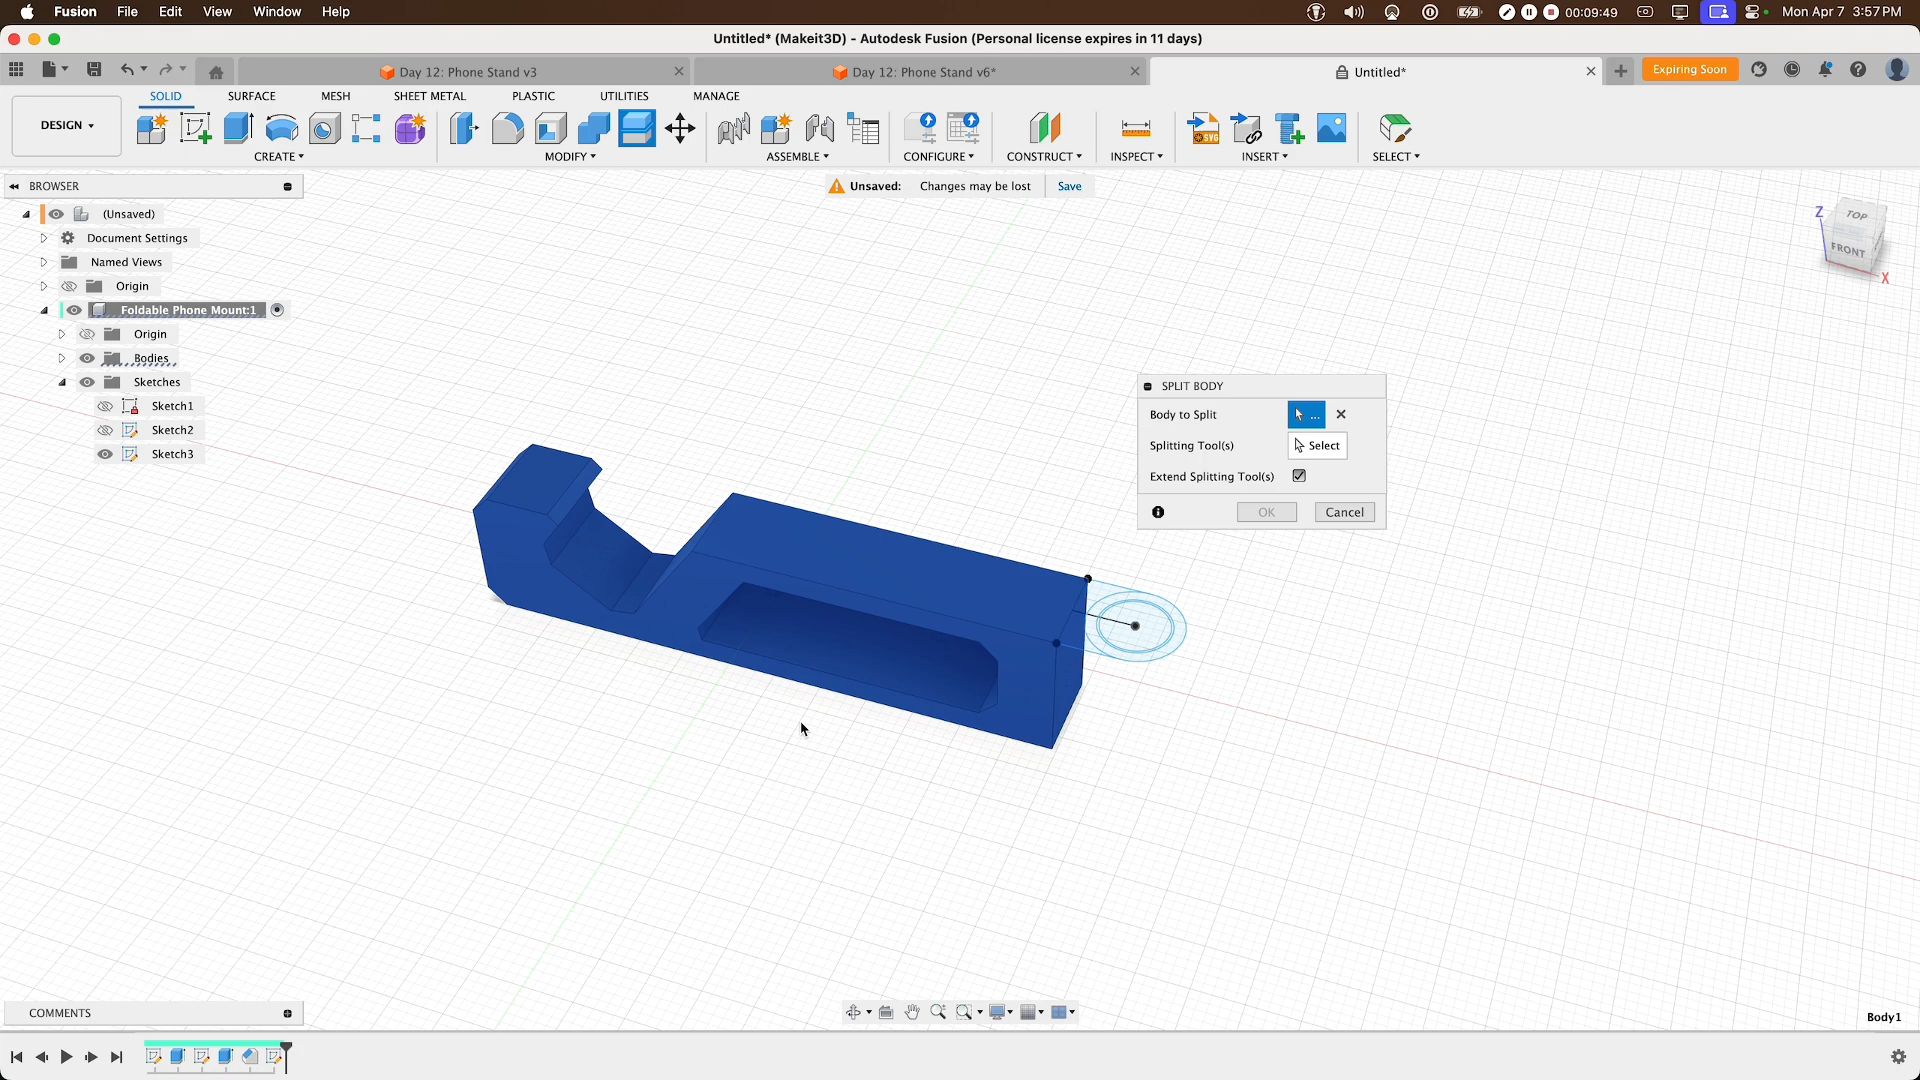 Fusion File Edit View Window Help 00:09:49 Mon Apr 7 3:57 PM
Untitled* (Makeit3D) - Autodesk Fusion (Personal license expires in 11 days)
Day 12: Phone Stand v3 Day 12: Phone Stand v6* Untitled* Expiring Soon
SOLID SURFACE MESH SHEET METAL PLASTIC UTILITIES MANAGE
DESIGN
CREATE MODIFY ASSEMBLE CONFIGURE CONSTRUCT INSPECT INSERT SELECT
BROWSER
Unsaved: Changes may be lost Save
(Unsaved)
Document Settings
Named Views
Origin
Foldable Phone Mount:1
Origin
Bodies
Sketches
Sketch1
Sketch2
Sketch3
Z
TOP
FRONT
X
SPLIT BODY
Body to Split ...
Splitting Tool(s) Select
Extend Splitting Tool(s)
OK Cancel
COMMENTS
Body1